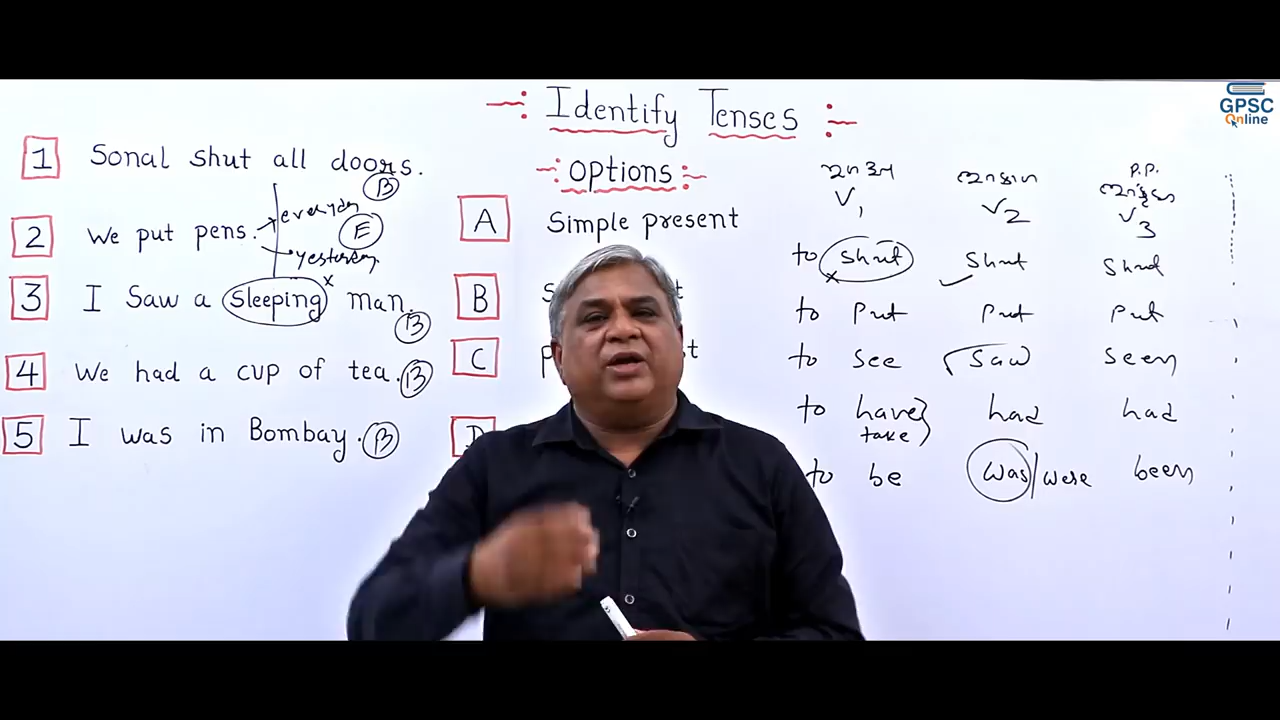 GPSC
Online
Identify Tenses
1 Sonal shut all doors.
B
OPTIONS
P.P.
V1 V2 V3
everyday
2 We put pens. E
yesterday
A Simple present
to shut shut shut
3 I Saw a Sleeping x man.
B
B
to put put put
C
to see saw seen
4 We had a cup of tea. B
to have had had
take
5 I was in Bombay. B
D
to be was/were been